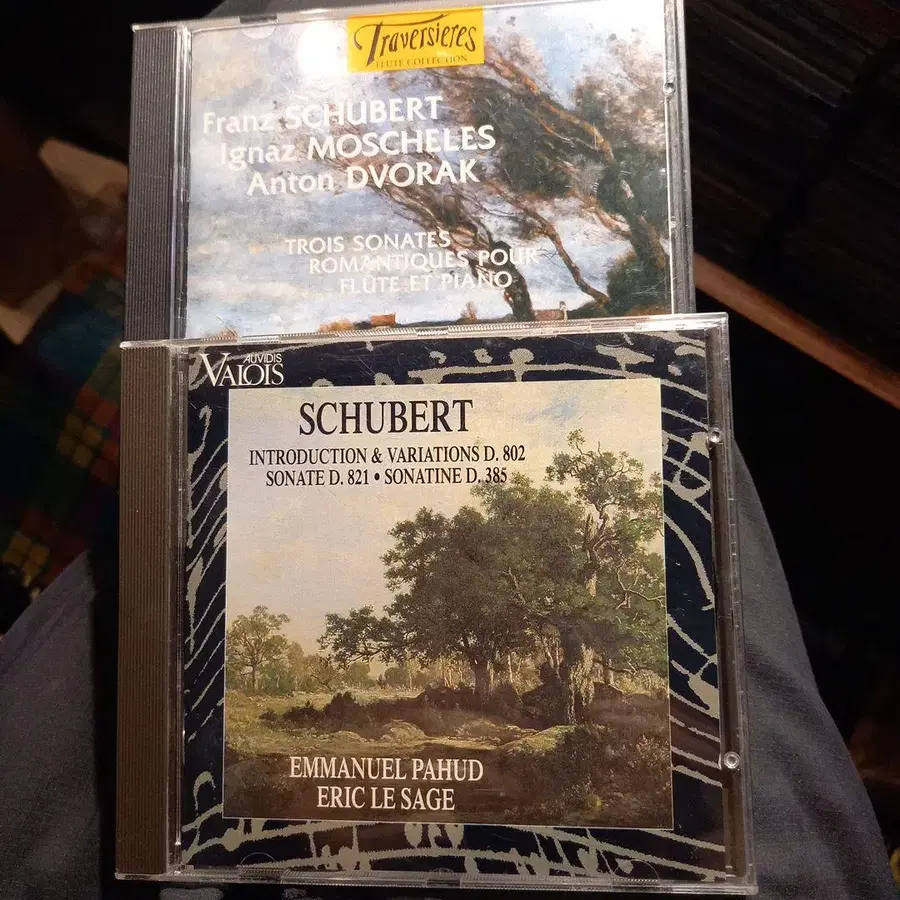 Traversieres
FLUTE COLLECTION
Franz SCHUBERT
Ignaz MOSCHELES
Anton DVORAK
TROIS SONATES
ROMANTIQUES POUR
FLUTE ET PIANO
AUVIDIS
VALOIS
SCHUBERT
INTRODUCTION & VARIATIONS D. 802
SONATE D. 821 • SONATINE D. 385
EMMANUEL PAHUD
ERIC LE SAGE